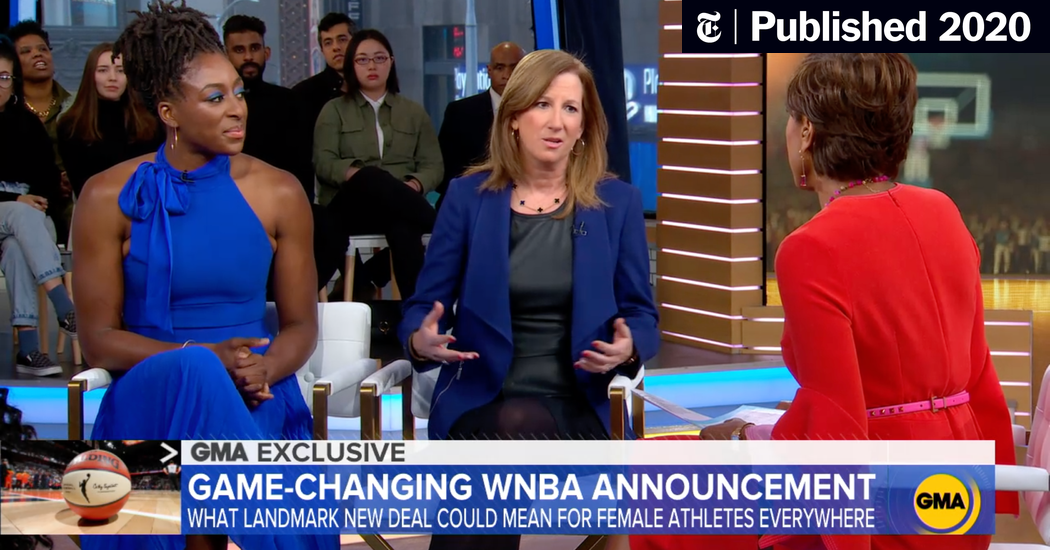 Published 2020
GMA EXCLUSIVE
GAME-CHANGING WNBA ANNOUNCEMENT
WHAT LANDMARK NEW DEAL COULD MEAN FOR FEMALE ATHLETES EVERYWHERE
GMA